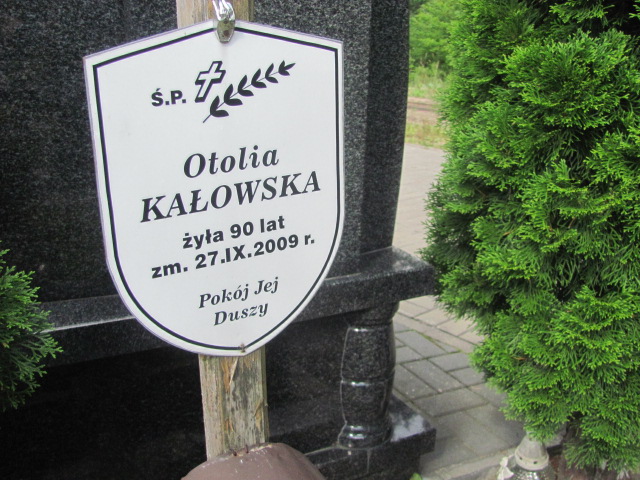 Ś.P.
Otolia
KAŁOWSKA
żyła 90 lat
zm. 27.IX.2009 r.
Pokój Jej
Duszy